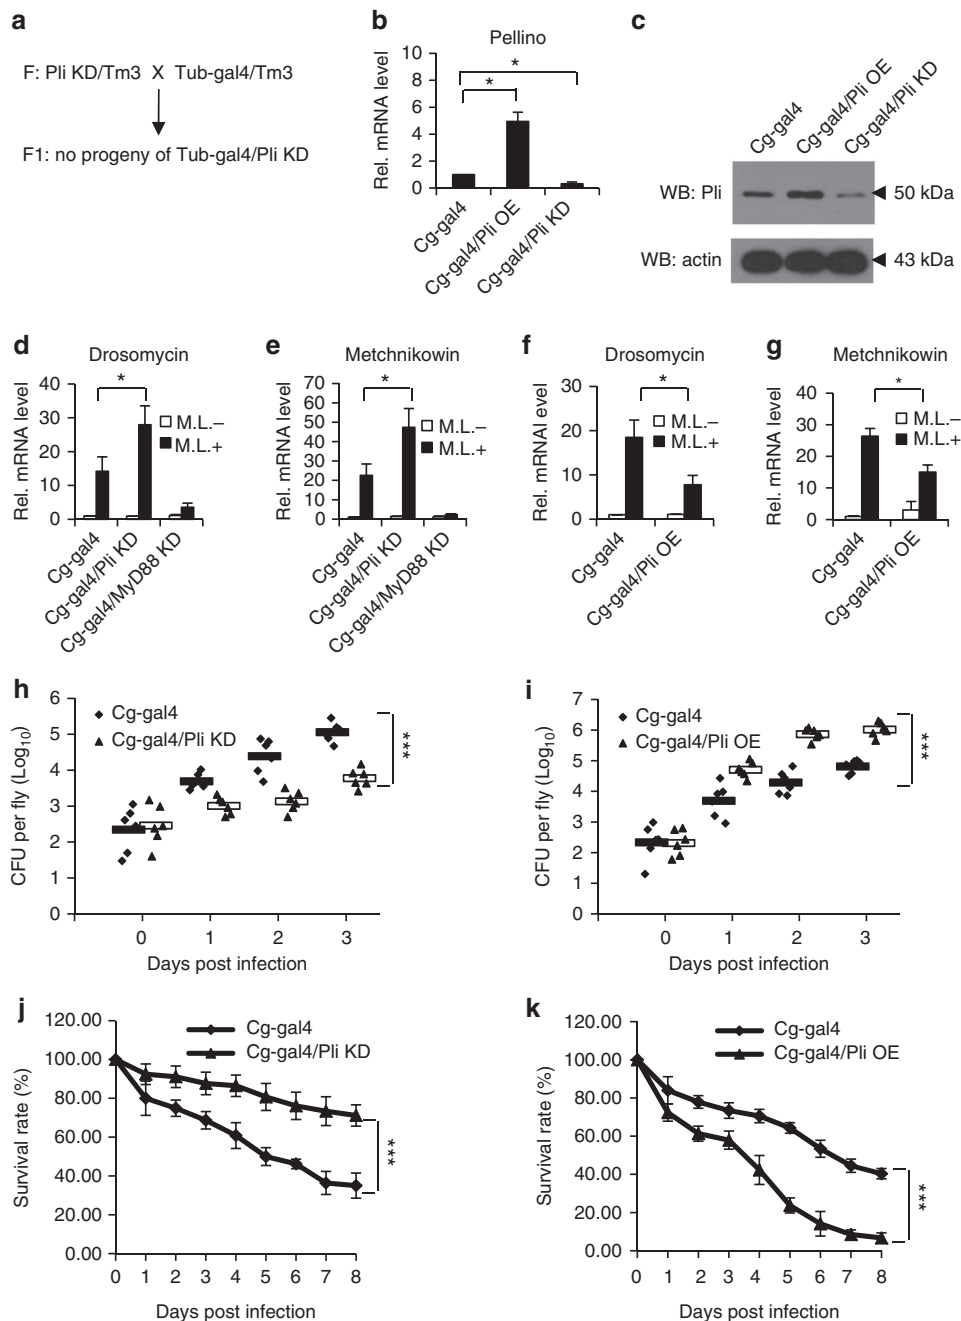 a
F: Pli KD/Tm3 X Tub-gal4/Tm3
F1: no progeny of Tub-gal4/Pli KD
b
Pellino
Rel. mRNA level
10
8
6
4
2
0
*
*
Cg-gal4
Cg-gal4/Pli OE
Cg-gal4/Pli KD
c
Cg-gal4
Cg-gal4/Pli OE
Cg-gal4/Pli KD
WB: Pli
50 kDa
WB: actin
43 kDa
d
Drosomycin
Rel. mRNA level
40
30
20
10
0
*
M.L.–
M.L.+
Cg-gal4
Cg-gal4/Pli KD
Cg-gal4/MyD88 KD
e
Metchnikowin
Rel. mRNA level
70
60
50
40
30
20
10
0
*
M.L.–
M.L.+
Cg-gal4
Cg-gal4/Pli KD
Cg-gal4/MyD88 KD
f
Drosomycin
Rel. mRNAl evel
30
20
10
0
*
M.L.–
M.L.+
Cg-gal4
Cg-gal4/Pli OE
g
Metchnikowin
Rel. mRNA level
40
30
20
10
0
*
M.L.–
M.L.+
Cg-gal4
Cg-gal4/Pli OE
h
CFU per fly (Log10)
6
5
4
3
2
1
0
Cg-gal4
Cg-gal4/Pli KD
***
0 1 2 3
Days post infection
i
CFU per fly (Log10)
7
6
5
4
3
2
1
0
Cg-gal4
Cg-gal4/Pli OE
***
0 1 2 3
Days post infection
j
Survival rate (%)
120.00
100.00
80.00
60.00
40.00
20.00
0.00
Cg-gal4
Cg-gal4/Pli KD
***
0 1 2 3 4 5 6 7 8
Days post infection
k
Survival rate (%)
120.00
100.00
80.00
60.00
40.00
20.00
0.00
Cg-gal4
Cg-gal4/Pli OE
***
0 1 2 3 4 5 6 7 8
Days post infection